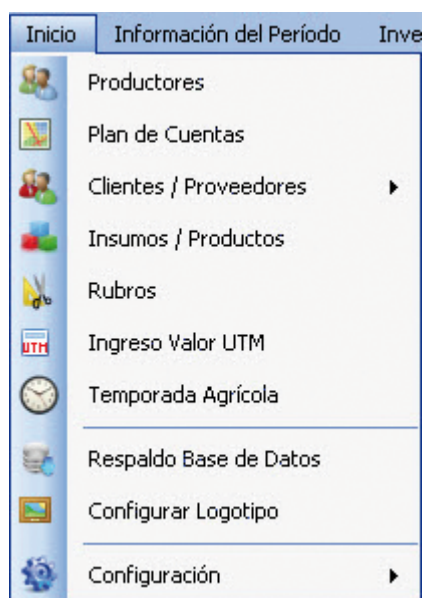 Inicio Información del Período Inve
Productores
Plan de Cuentas
Clientes / Proveedores
Insumos / Productos
Rubros
UTM Ingreso Valor UTM
Temporada Agrícola
Respaldo Base de Datos
Configurar Logotipo
Configuración